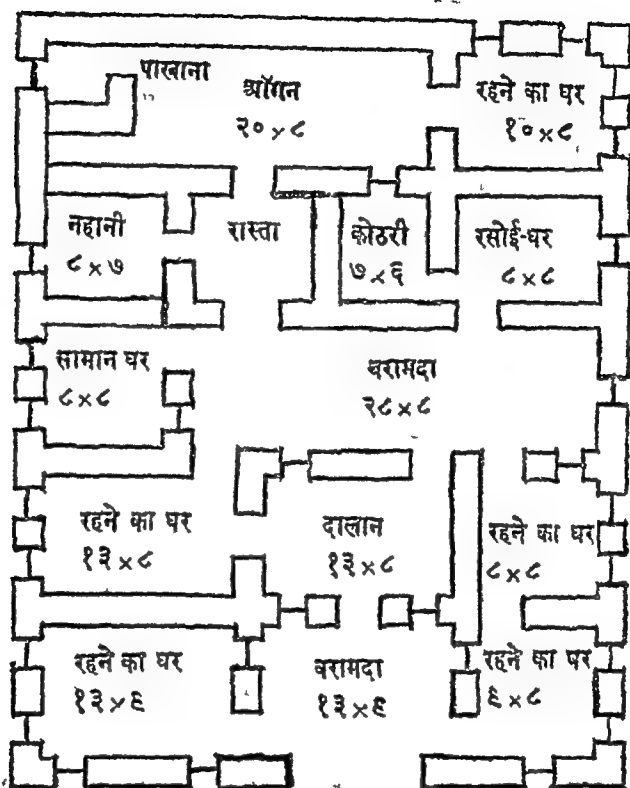 पाखाना
आँगन
२०×८
रहने का घर
१०×८
नहानी
८×७
रास्ता
कोठरी
७×६
रसोई-घर
८×८
सामान घर
८×८
बरामदा
२८×८
रहने का घर
१३×८
दालान
१३×८
रहने का घर
८×८
रहने का घर
१३×६
बरामदा
१३×६
रहने का घर
६×८